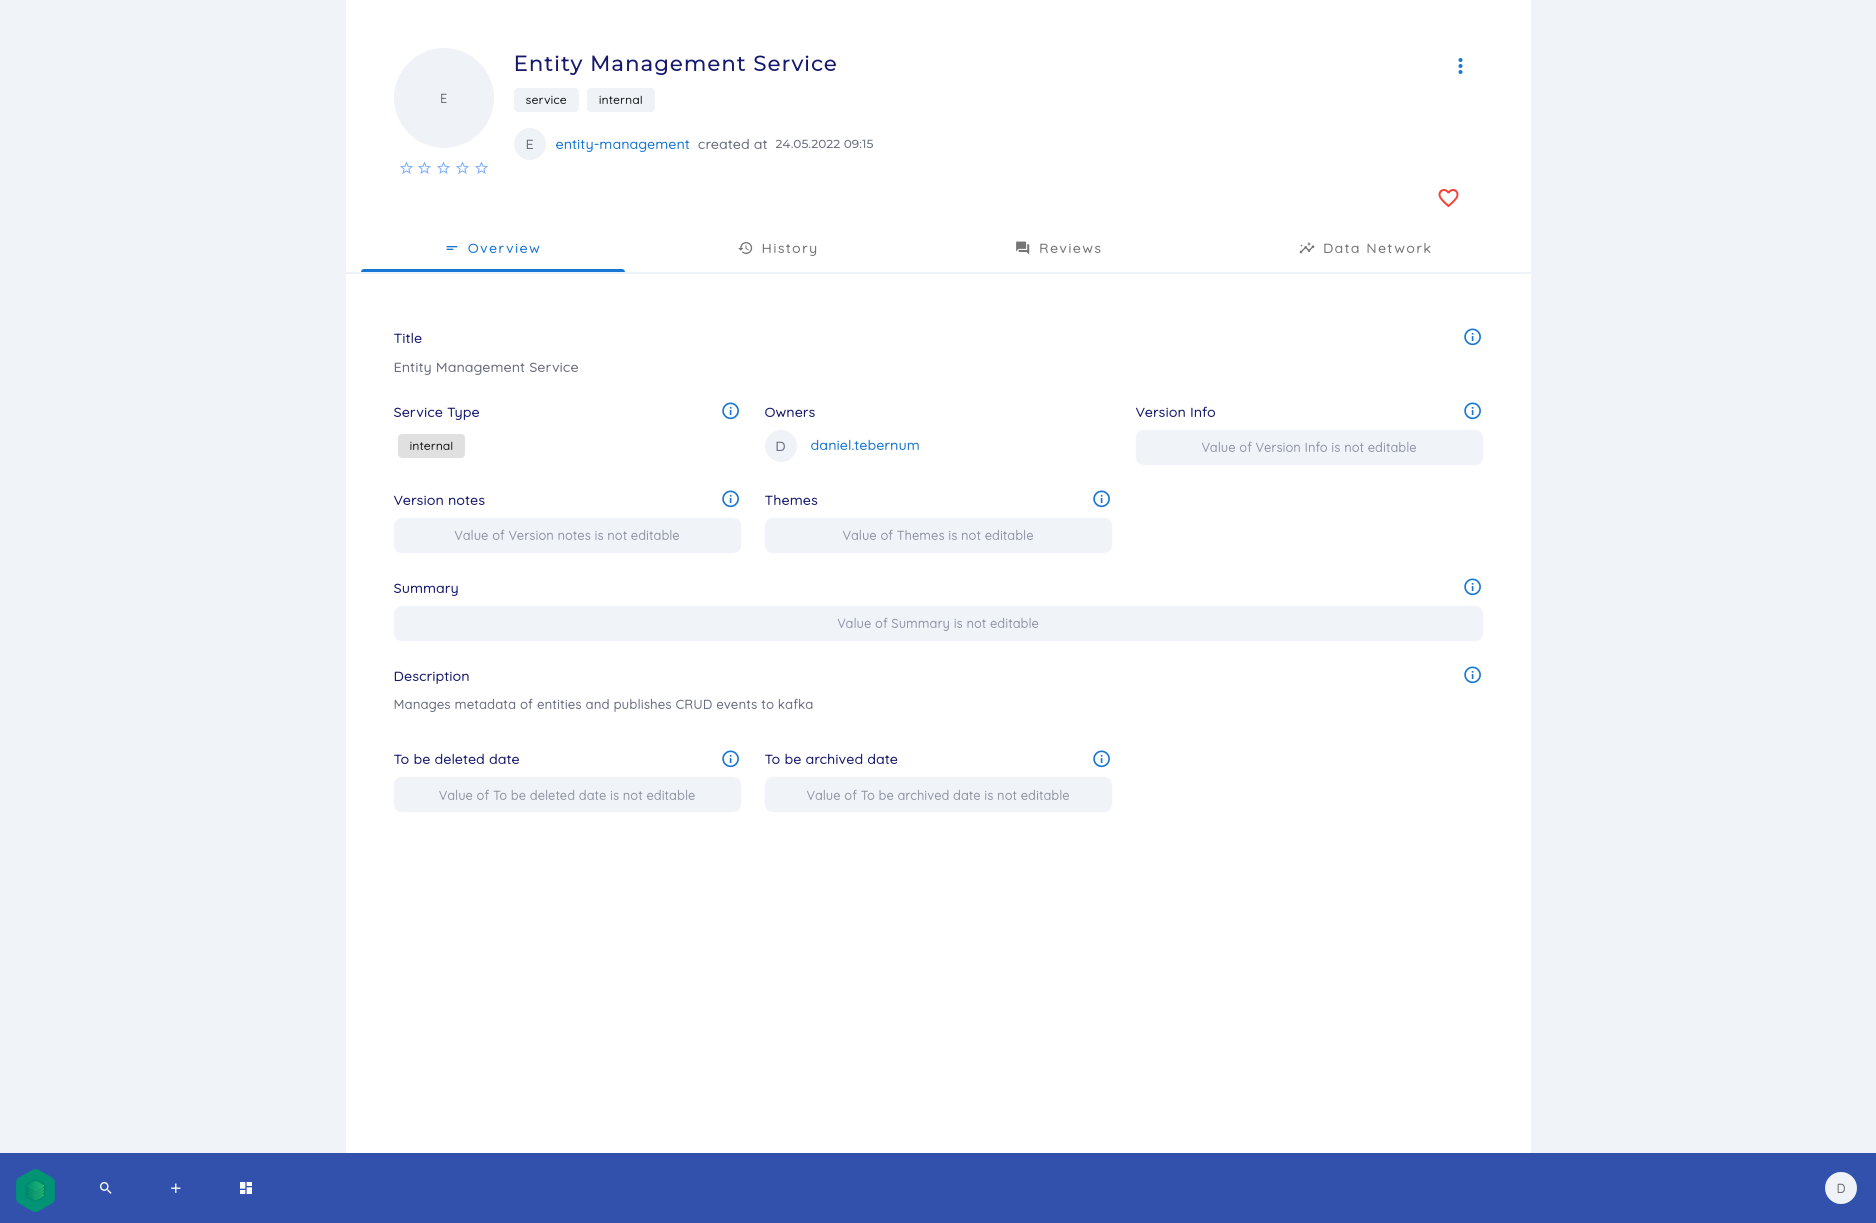 E
Entity Management Service
service internal
E entity-management created at 24.05.2022 09:15
Overview History Reviews Data Network
Title
Entity Management Service
Service Type Owners Version Info
internal D daniel.tebernum Value of Version Info is not editable
Version notes Themes
Value of Version notes is not editable Value of Themes is not editable
Summary
Value of Summary is not editable
Description
Manages metadata of entities and publishes CRUD events to kafka
To be deleted date To be archived date
Value of To be deleted date is not editable Value of To be archived date is not editable
D